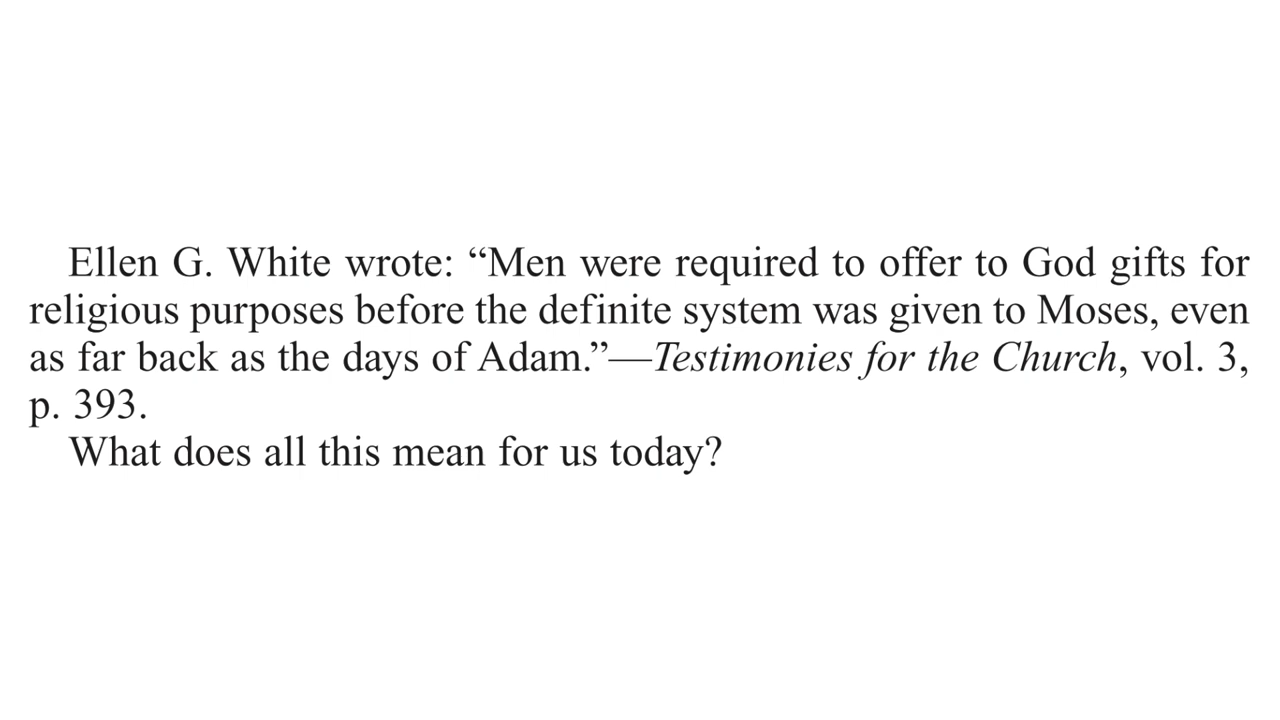 Ellen G. White wrote: “Men were required to offer to God gifts for
religious purposes before the definite system was given to Moses, even
as far back as the days of Adam.”—Testimonies for the Church, vol. 3,
p. 393.
What does all this mean for us today?